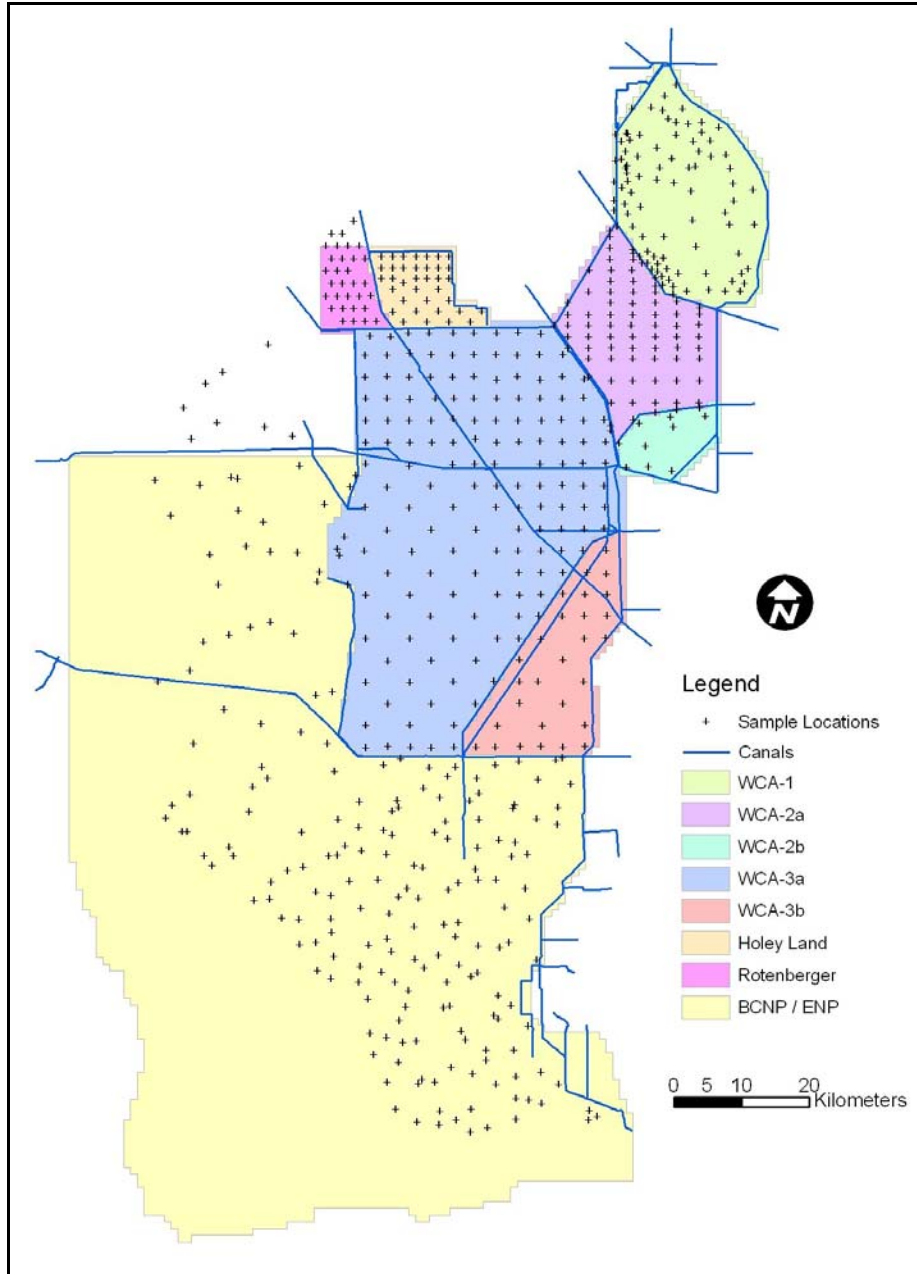 N
Legend
Sample Locations
Canals
WCA-1
WCA-2a
WCA-2b
WCA-3a
WCA-3b
Holey Land
Rotenberger
BCNP / ENP
0 5 10 20
Kilometers